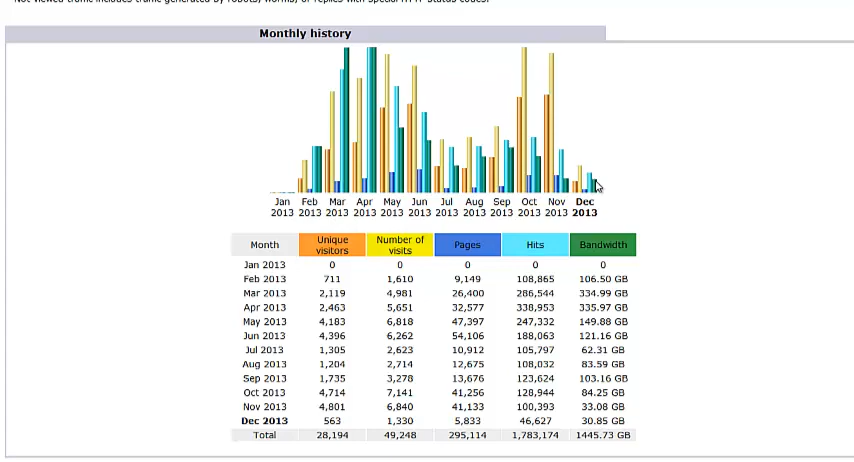 Monthly history
Jan Feb Mar Apr May Jun Jul Aug Sep Oct Nov Dec
2013 2013 2013 2013 2013 2013 2013 2013 2013 2013 2013 2013
Month Unique visitors Number of visits Pages Hits Bandwidth
Jan 2013 0 0 0 0 0
Feb 2013 711 1,610 9,149 108,865 106.50 GB
Mar 2013 2,119 4,981 26,400 286,544 334.99 GB
Apr 2013 2,463 5,651 32,577 338,953 335.97 GB
May 2013 4,183 6,818 47,397 247,332 149.88 GB
Jun 2013 4,396 6,262 54,106 188,063 121.16 GB
Jul 2013 1,305 2,623 10,912 105,797 62.31 GB
Aug 2013 1,204 2,714 12,675 108,032 83.59 GB
Sep 2013 1,735 3,278 13,676 123,624 103.16 GB
Oct 2013 4,714 7,141 41,256 128,944 84.25 GB
Nov 2013 4,801 6,840 41,133 100,393 33.08 GB
Dec 2013 563 1,330 5,833 46,627 30.85 GB
Total 28,194 49,248 295,114 1,783,174 1445.73 GB